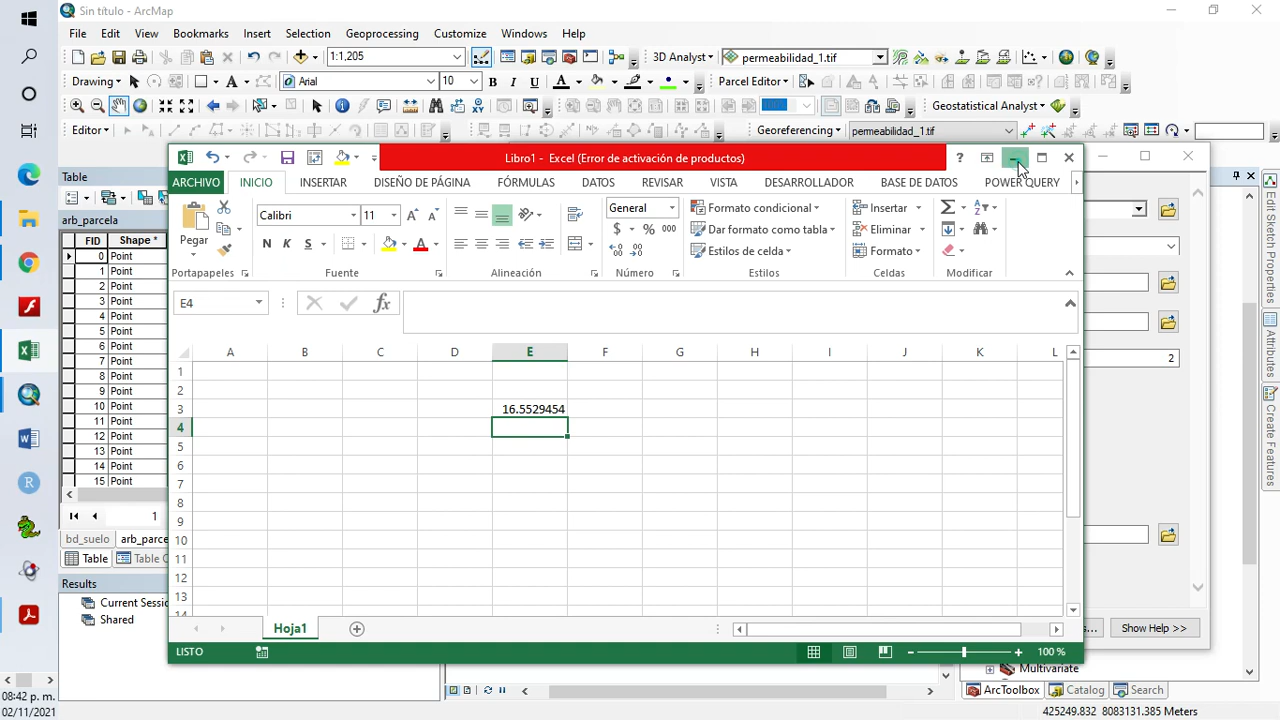 Sin título - ArcMap
File Edit View Bookmarks Insert Selection Geoprocessing Customize Windows Help
1:1,205 3D Analyst permeabilidad_1.tif
Drawing A Arial 10 B I U A Parcel Editor
Geostatistical Analyst
Editor Georefencing permeabilidad_1.tif
Libro1 - Excel (Error de activación de productos)
ARCHIVO INICIO INSERTAR DISEÑO DE PÁGINA FÓRMULAS DATOS REVISAR VISTA DESARROLLADOR BASE DE DATOS POWER QUERY
Pegar Calibri 11 General Formato condicional Insertar
N K S $ % 000 Dar formato como tabla Eliminar
Estilos de celda Formato
Portapapeles Fuente Alineación Número Estilos Celdas Modificar
E4 fx
A B C D E F G H I J K L
1
2
3 16.5529454
4
5
6
7
8
9
10
11
12
13
14
Hoja1
LISTO 100 %
Table
arb_parcela
FID Shape *
0 Point
1 Point
2 Point
3 Point
4 Point
5 Point
6 Point
7 Point
8 Point
9 Point
10 Point
11 Point
12 Point
13 Point
14 Point
15 Point
1
bd_suelo arb_parce
Table Table C
Results
Current Sessio
Shared
2
... Show Help >>
Multivariate
ArcToolbox Catalog Search
Edit Sketch Properties
Attributes
Create Features
425249.832 8083131.385 Meters
08:42 p. m.
02/11/2021